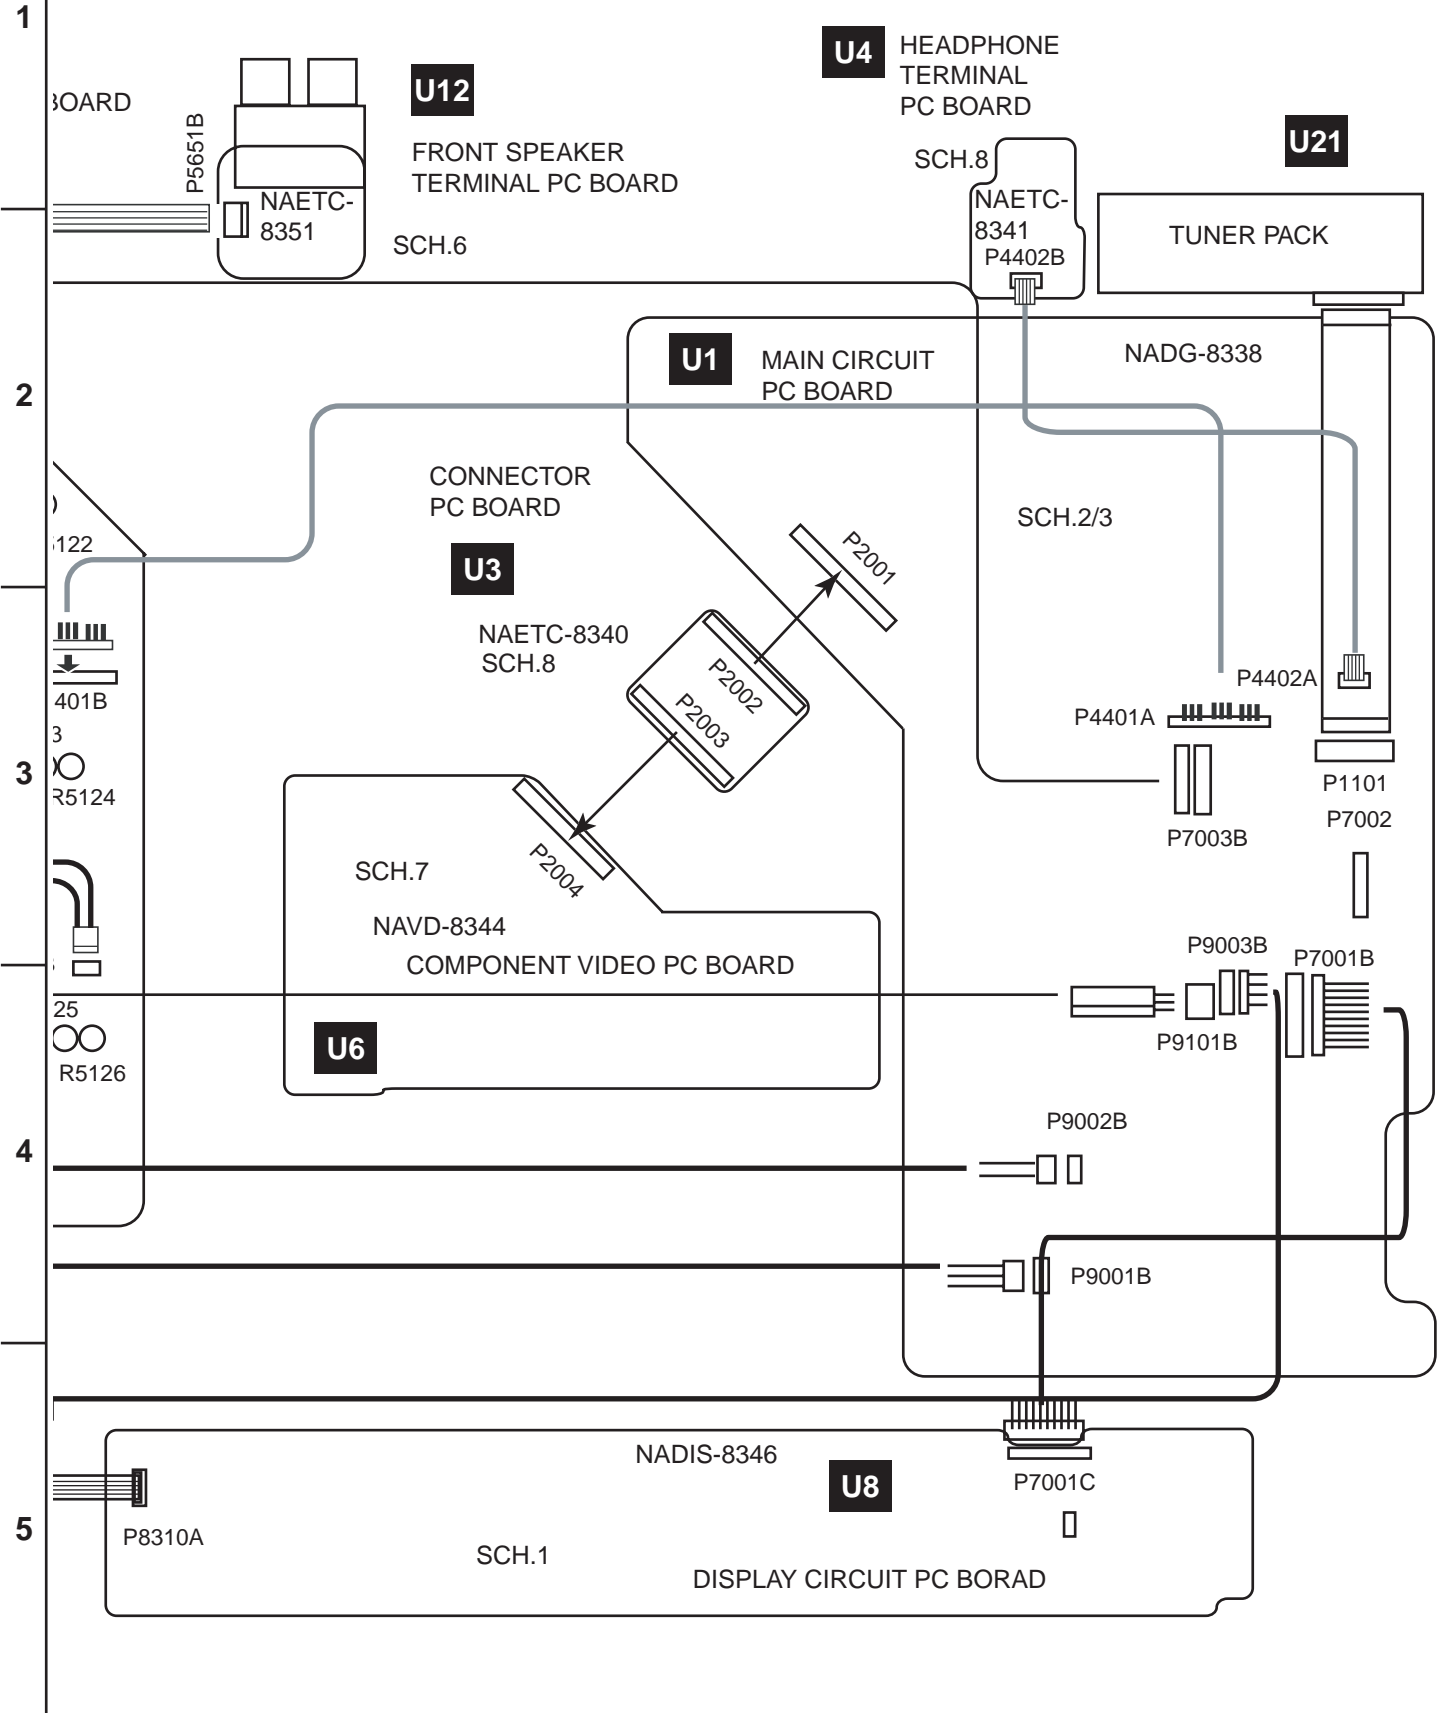 1
U4
HEADPHONE
TERMINAL
PC BOARD
U12
BOARD
P5651B
FRONT SPEAKER
TERMINAL PC BOARD
NAETC-
8351
SCH.6
U21
SCH.8
NAETC-
8341
P4402B
TUNER PACK
2
U1
MAIN CIRCUIT
PC BOARD
NADG-8338
CONNECTOR
PC BOARD
U3
SCH.2/3
5122
P2001
NAETC-8340
SCH.8
P2002
P2003
401B
3
P4402A
P4401A
3
R5124
P1101
P7002
P7003B
P2004
SCH.7
NAVD-8344
COMPONENT VIDEO PC BOARD
P9003B
P7001B
25
R5126
U6
P9101B
4
P9002B
P9001B
NADIS-8346
U8
P7001C
5
P8310A
SCH.1
DISPLAY CIRCUIT PC BORAD